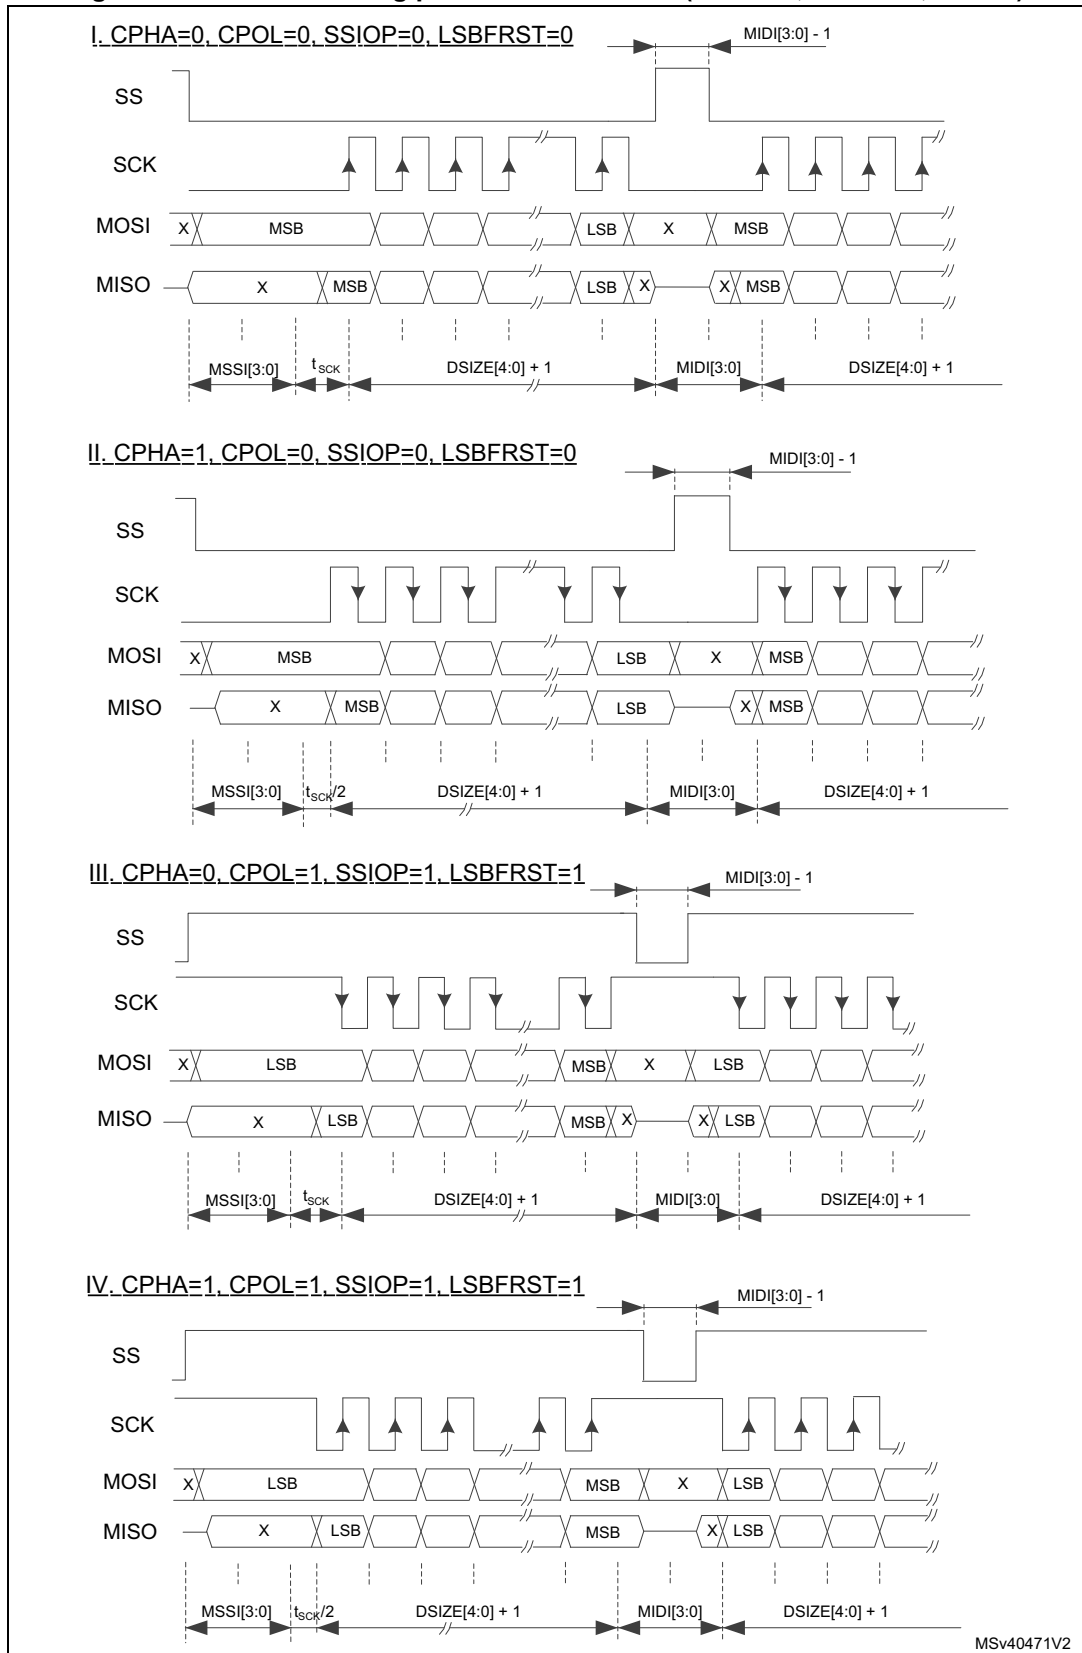 I. CPHA=0, CPOL=0, SSIOP=0, LSBFRST=0
MIDI[3:0] - 1
SS
SCK
MOSI X MSB LSB X MSB
MISO X MSB LSB X X MSB
MSSI[3:0] tSCK DSIZE[4:0] + 1 MIDI[3:0] DSIZE[4:0] + 1
II. CPHA=1, CPOL=0, SSIOP=0, LSBFRST=0
MIDI[3:0] - 1
SS
SCK
MOSI X MSB LSB X MSB
MISO X MSB LSB X MSB
MSSI[3:0] tSCK/2 DSIZE[4:0] + 1 MIDI[3:0] DSIZE[4:0] + 1
III. CPHA=0, CPOL=1, SSIOP=1, LSBFRST=1
MIDI[3:0] - 1
SS
SCK
MOSI X LSB MSB X LSB
MISO X LSB MSB X X LSB
MSSI[3:0] tSCK DSIZE[4:0] + 1 MIDI[3:0] DSIZE[4:0] + 1
IV. CPHA=1, CPOL=1, SSIOP=1, LSBFRST=1
MIDI[3:0] - 1
SS
SCK
MOSI X LSB MSB X LSB
MISO X LSB MSB X LSB
MSSI[3:0] tSCK/2 DSIZE[4:0] + 1 MIDI[3:0] DSIZE[4:0] + 1
MSv40471V2